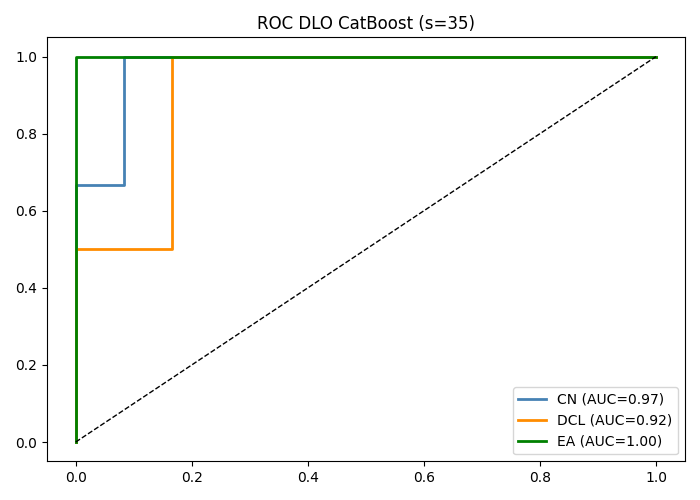 ROC DLO CatBoost (s=35)
1.0
0.8
0.6
0.4
0.2
0.0
0.0 0.2 0.4 0.6 0.8 1.0
CN (AUC=0.97)
DCL (AUC=0.92)
EA (AUC=1.00)